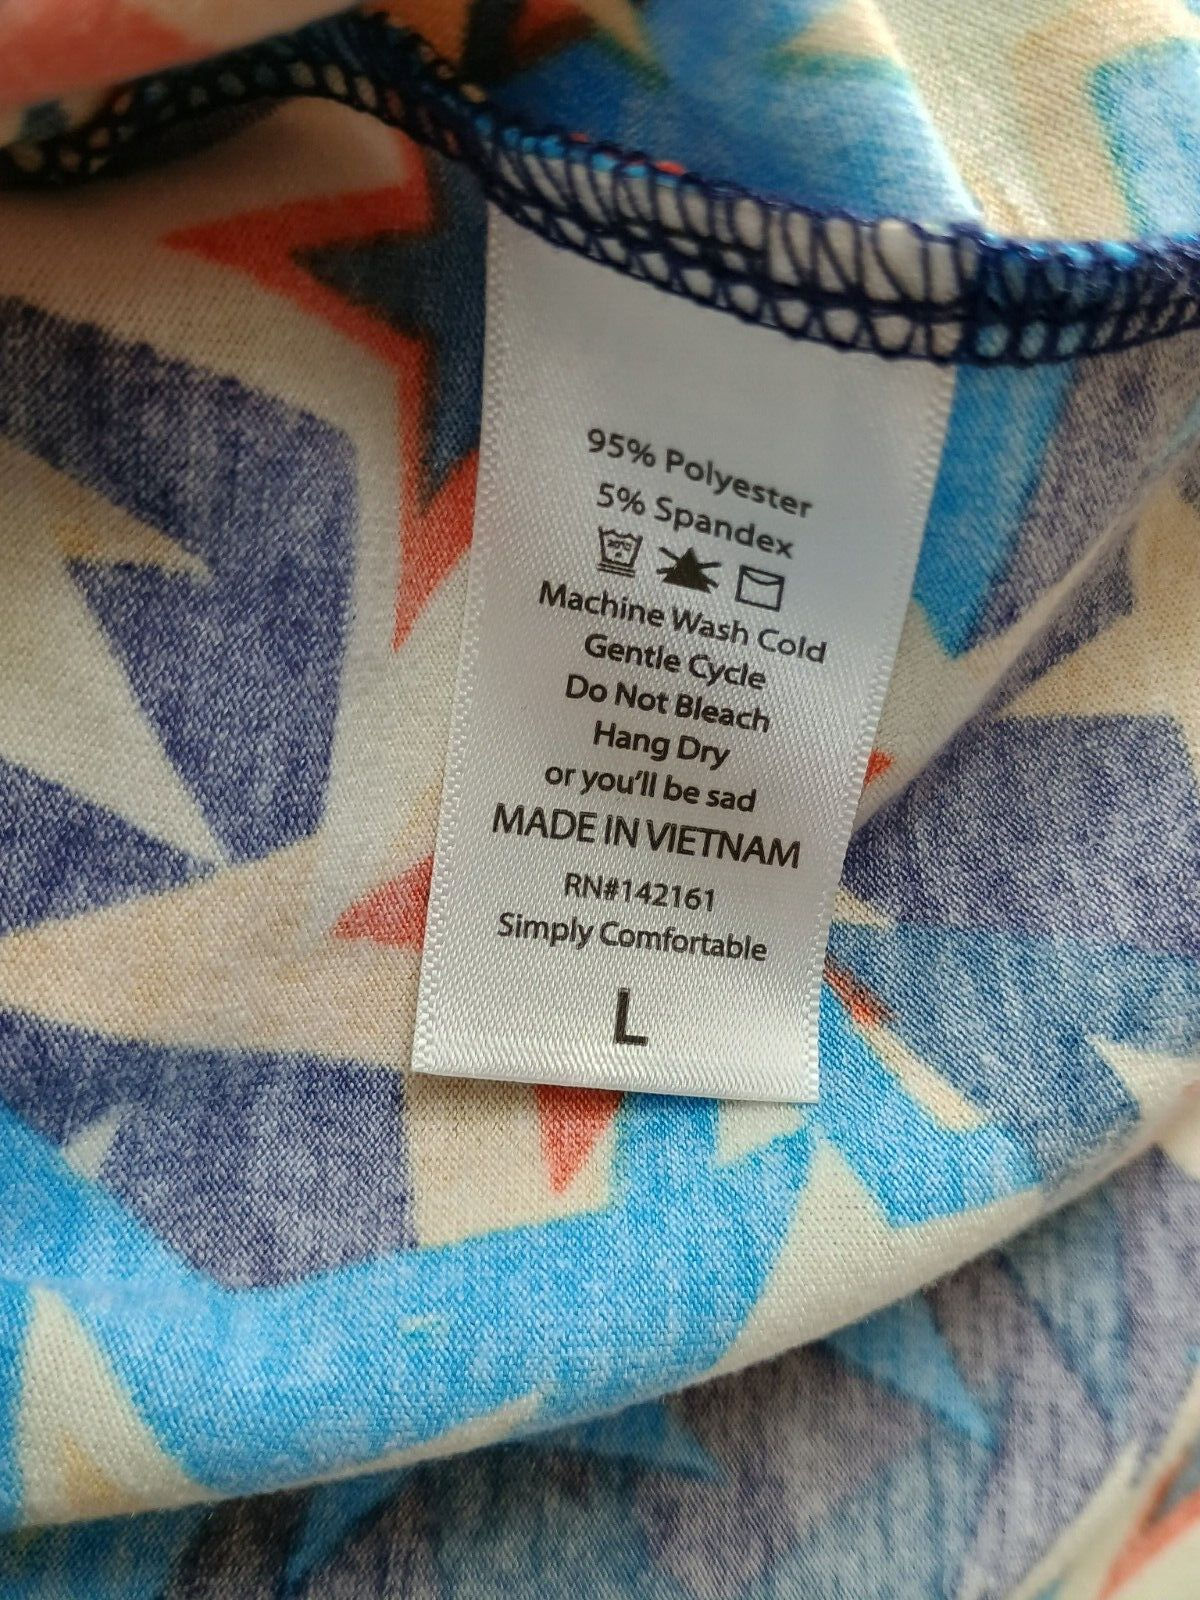 95% Polyester
5% Spandex
Machine Wash Cold
Gentle Cycle
Do Not Bleach
Hang Dry
or you'll be sad
MADE IN VIETNAM
RN#142161
Simply Comfortable
L